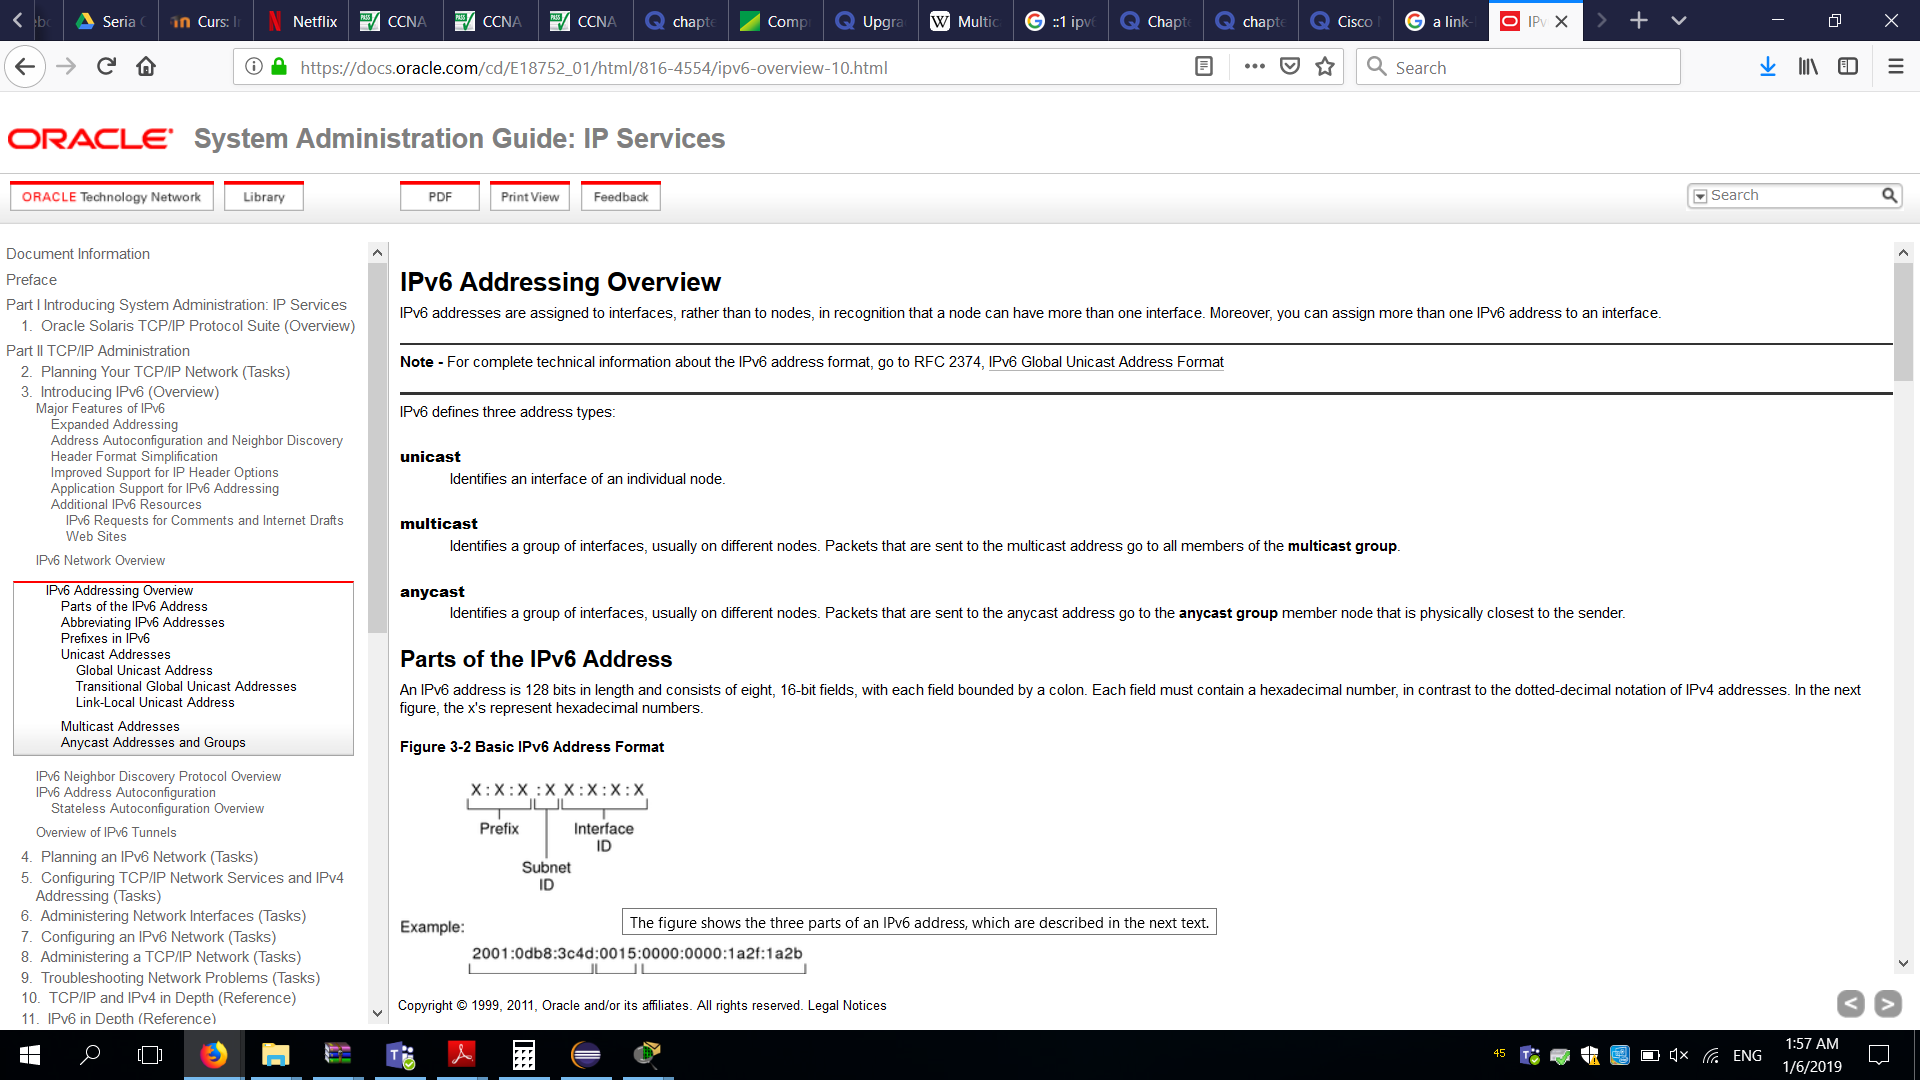 Seria
Curs: I
Netflix
CCNA
CCNA
CCNA
chapte
Comp
Upgra
Multic
::1 ipv
Chapte
chapte
Cisco
a link-
IPv
https://docs.oracle.com/cd/E18752_01/html/816-4554/ipv6-overview-10.html
Search
ORACLE System Administration Guide: IP Services
ORACLE Technology Network
Library
PDF
Print View
Feedback
Search
Document Information
Preface
Part I Introducing System Administration: IP Services
1. Oracle Solaris TCP/IP Protocol Suite (Overview)
Part II TCP/IP Administration
2. Planning Your TCP/IP Network (Tasks)
3. Introducing IPv6 (Overview)
Major Features of IPv6
Expanded Addressing
Address Autoconfiguration and Neighbor Discovery
Header Format Simplification
Improved Support for IP Header Options
Application Support for IPv6 Addressing
Additional IPv6 Resources
IPv6 Requests for Comments and Internet Drafts
Web Sites
IPv6 Network Overview
IPv6 Addressing Overview
Parts of the IPv6 Address
Abbreviating IPv6 Addresses
Prefixes in IPv6
Unicast Addresses
Global Unicast Address
Transitional Global Unicast Addresses
Link-Local Unicast Address
Multicast Addresses
Anycast Addresses and Groups
IPv6 Neighbor Discovery Protocol Overview
IPv6 Address Autoconfiguration
Stateless Autoconfiguration Overview
Overview of IPv6 Tunnels
4. Planning an IPv6 Network (Tasks)
5. Configuring TCP/IP Network Services and IPv4
Addressing (Tasks)
6. Administering Network Interfaces (Tasks)
7. Configuring an IPv6 Network (Tasks)
8. Administering a TCP/IP Network (Tasks)
9. Troubleshooting Network Problems (Tasks)
10. TCP/IP and IPv4 in Depth (Reference)
11. IPv6 in Depth (Reference)
IPv6 Addressing Overview
IPv6 addresses are assigned to interfaces, rather than to nodes, in recognition that a node can have more than one interface. Moreover, you can assign more than one IPv6 address to an interface.
Note - For complete technical information about the IPv6 address format, go to RFC 2374, IPv6 Global Unicast Address Format
IPv6 defines three address types:
unicast
Identifies an interface of an individual node.
multicast
Identifies a group of interfaces, usually on different nodes. Packets that are sent to the multicast address go to all members of the multicast group.
anycast
Identifies a group of interfaces, usually on different nodes. Packets that are sent to the anycast address go to the anycast group member node that is physically closest to the sender.
Parts of the IPv6 Address
An IPv6 address is 128 bits in length and consists of eight, 16-bit fields, with each field bounded by a colon. Each field must contain a hexadecimal number, in contrast to the dotted-decimal notation of IPv4 addresses. In the next
figure, the x's represent hexadecimal numbers.
Figure 3-2 Basic IPv6 Address Format
X:X:X:X X:X:X:X
Prefix
Interface
ID
Subnet
ID
Example:
The figure shows the three parts of an IPv6 address, which are described in the next text.
2001:0db8:3c4d:0015:0000:0000:1a2f:1a2b
Copyright © 1999, 2011, Oracle and/or its affiliates. All rights reserved. Legal Notices
45
ENG
1:57 AM
1/6/2019